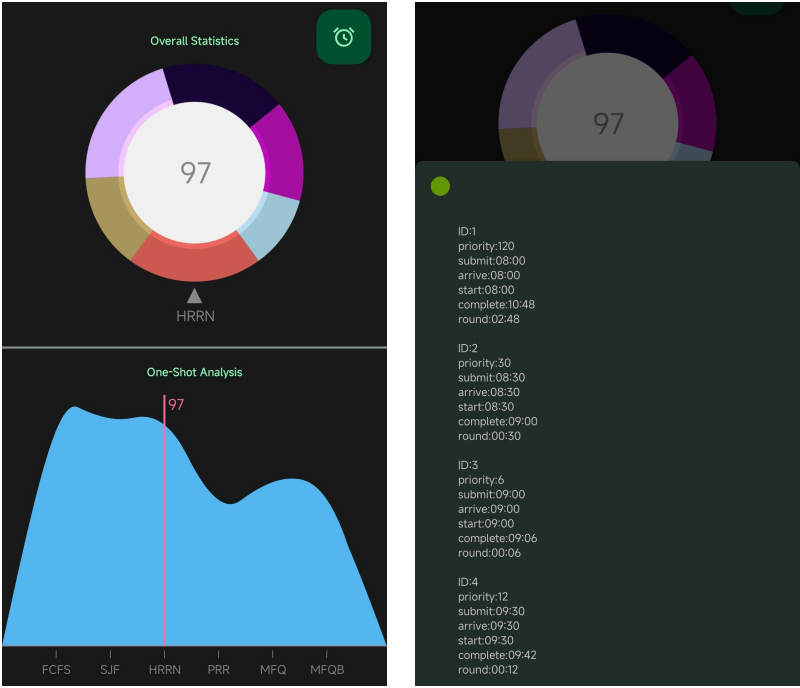 Overall Statistics
97
HRRN
One-Shot Analysis
97
FCFS SJF HRRN PRR MFQ MFQB
97
ID:1
priority:120
submit:08:00
arrive:08:00
start:08:00
complete:10:48
round:02:48
ID:2
priority:30
submit:08:30
arrive:08:30
start:08:30
complete:09:00
round:00:30
ID:3
priority:6
submit:09:00
arrive:09:00
start:09:00
complete:09:06
round:00:06
ID:4
priority:12
submit:09:30
arrive:09:30
start:09:30
complete:09:42
round:00:12